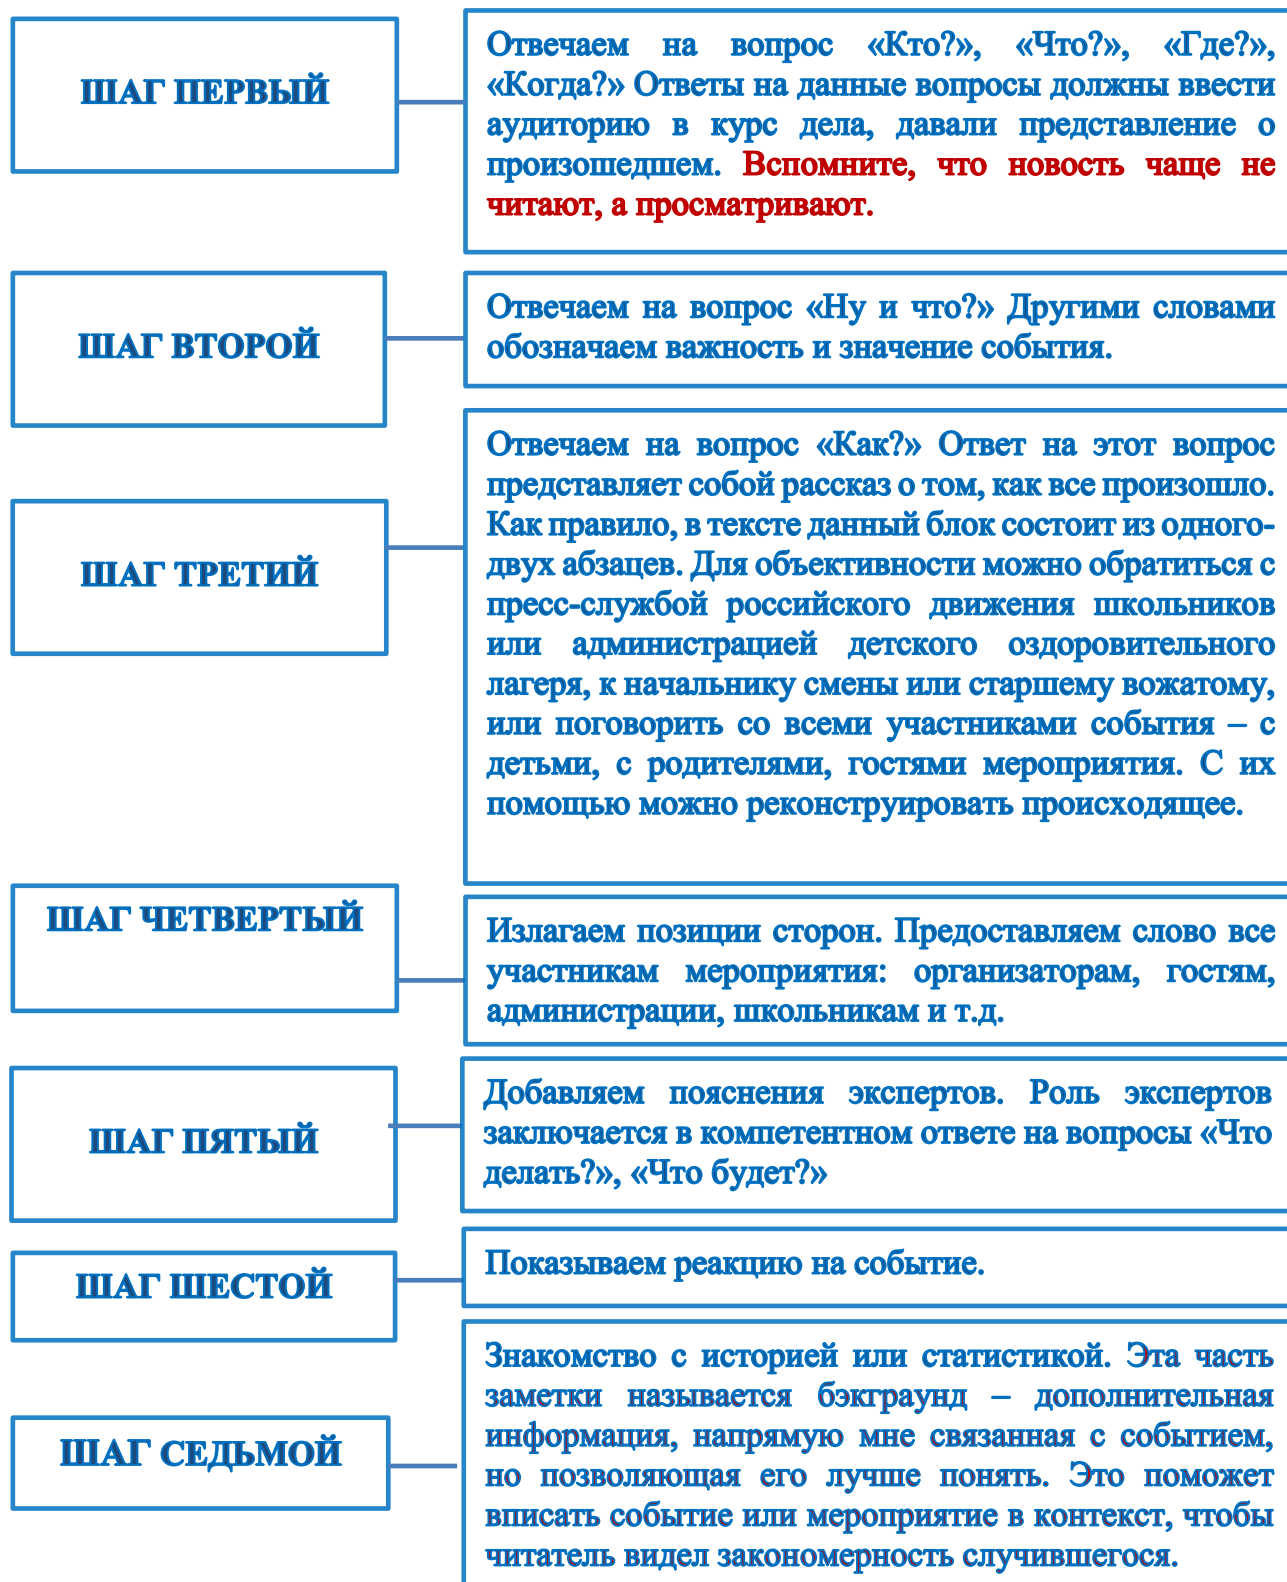 ШАГ ПЕРВЫЙ
Отвечаем на вопрос «Кто?», «Что?», «Где?»,
«Когда?» Ответы на данные вопросы должны ввести
аудиторию в курс дела, давали представление о
произошедшем. Вспомните, что новость чаще не
читают, а просматривают.
ШАГ ВТОРОЙ
Отвечаем на вопрос «Ну и что?» Другими словами
обозначаем важность и значение события.
ШАГ ТРЕТИЙ
Отвечаем на вопрос «Как?» Ответ на этот вопрос
представляет собой рассказ о том, как все произошло.
Как правило, в тексте данный блок состоит из одного-
двух абзацев. Для объективности можно обратиться с
пресс-службой российского движения школьников
или администрацией детского оздоровительного
лагеря, к начальнику смены или старшему вожатому,
или поговорить со всеми участниками события – с
детьми, с родителями, гостями мероприятия. С их
помощью можно реконструировать происходящее.
ШАГ ЧЕТВЕРТЫЙ
Излагаем позиции сторон. Предоставляем слово все
участникам мероприятия: организаторам, гостям,
администрации, школьникам и т.д.
ШАГ ПЯТЫЙ
Добавляем пояснения экспертов. Роль экспертов
заключается в компетентном ответе на вопросы «Что
делать?», «Что будет?»
ШАГ ШЕСТОЙ
Показываем реакцию на событие.
ШАГ СЕДЬМОЙ
Знакомство с историей или статистикой. Эта часть
заметки называется бэкграунд – дополнительная
информация, напрямую мне связанная с событием,
но позволяющая его лучше понять. Это поможет
вписать событие или мероприятие в контекст, чтобы
читатель видел закономерность случившегося.